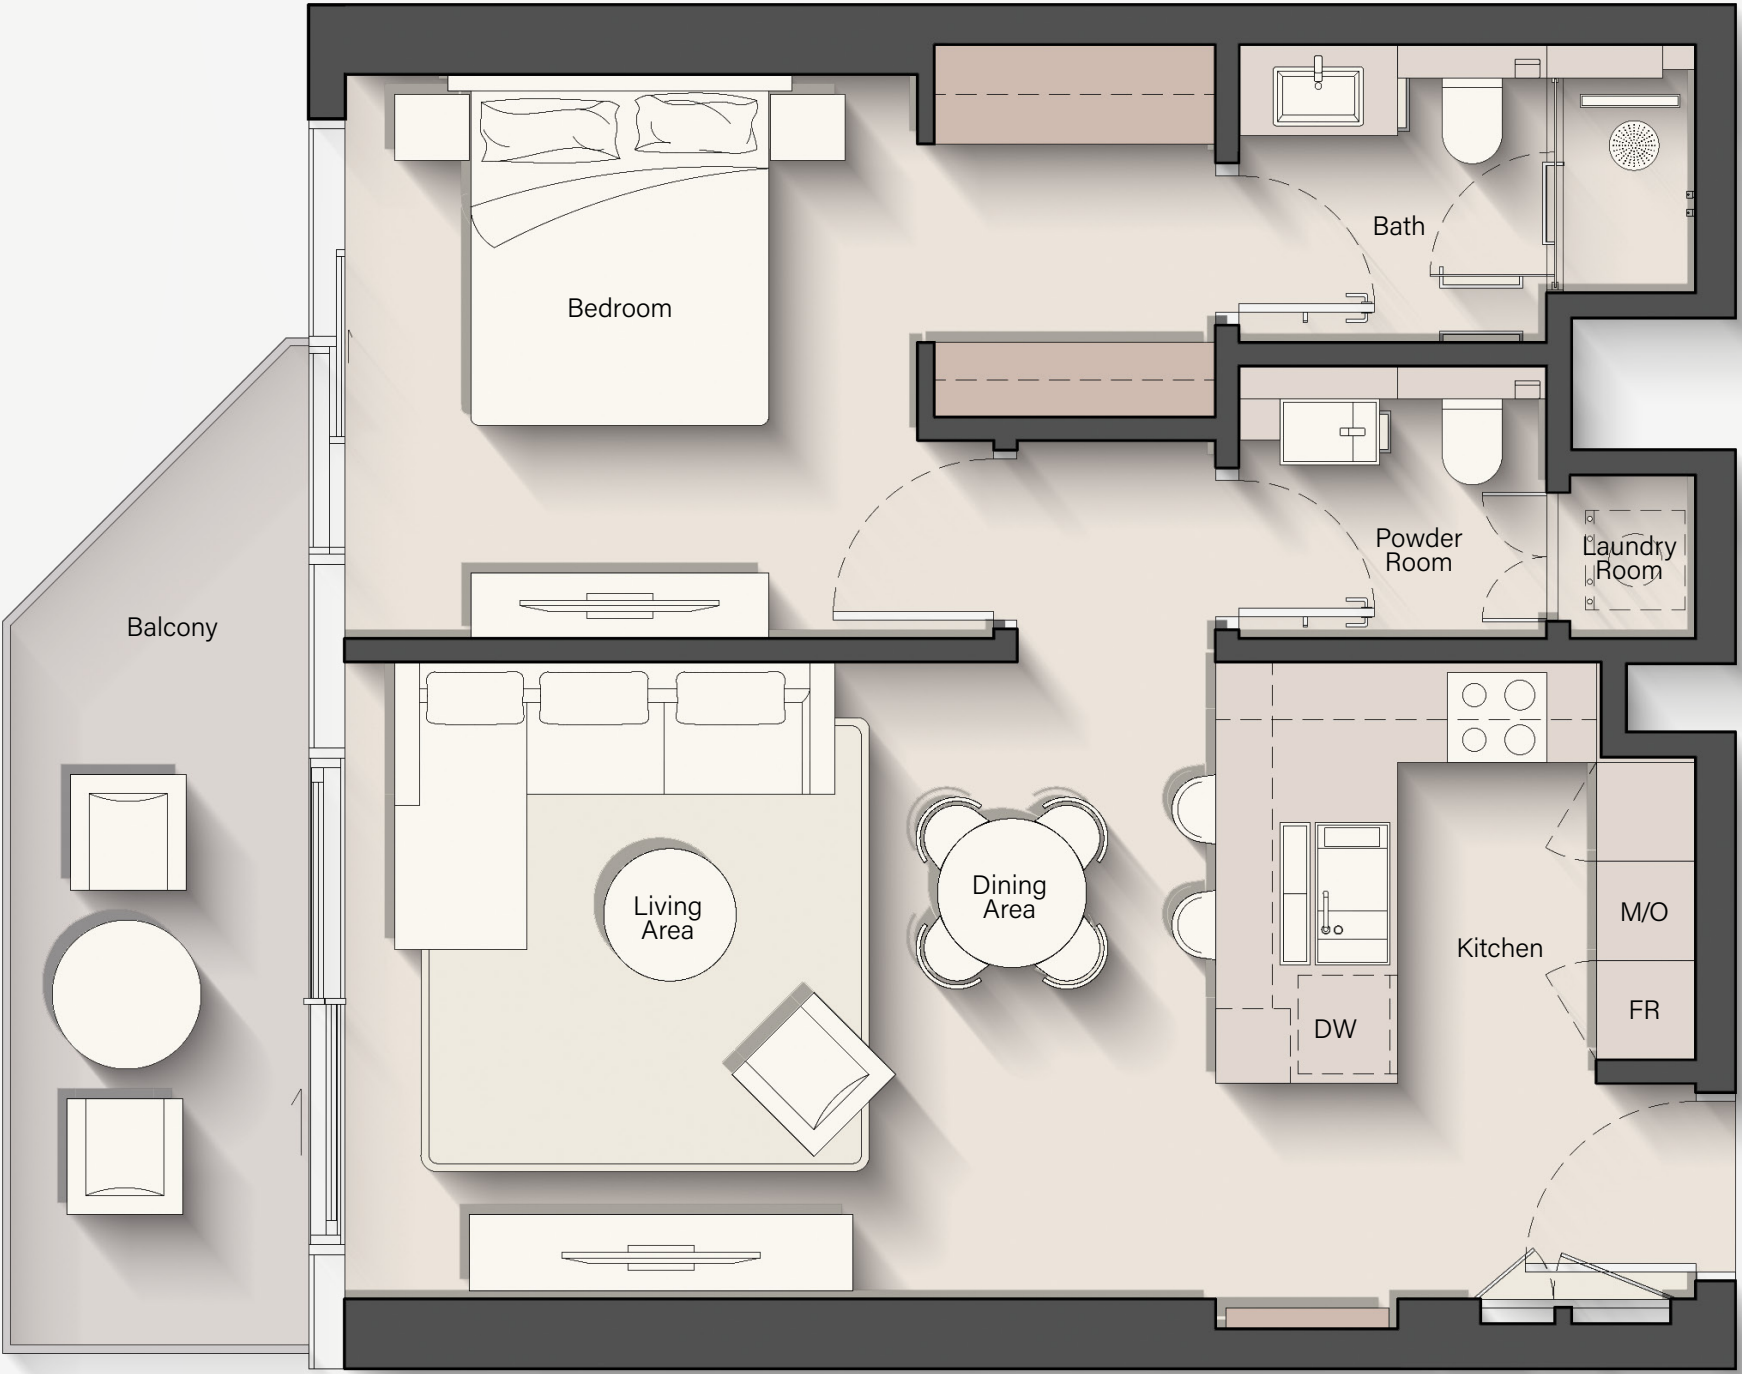 Bath
Bedroom
Powder
Room
Laundry
Room
Balcony
Living
Area
Dining
Area
M/O
Kitchen
FR
DW